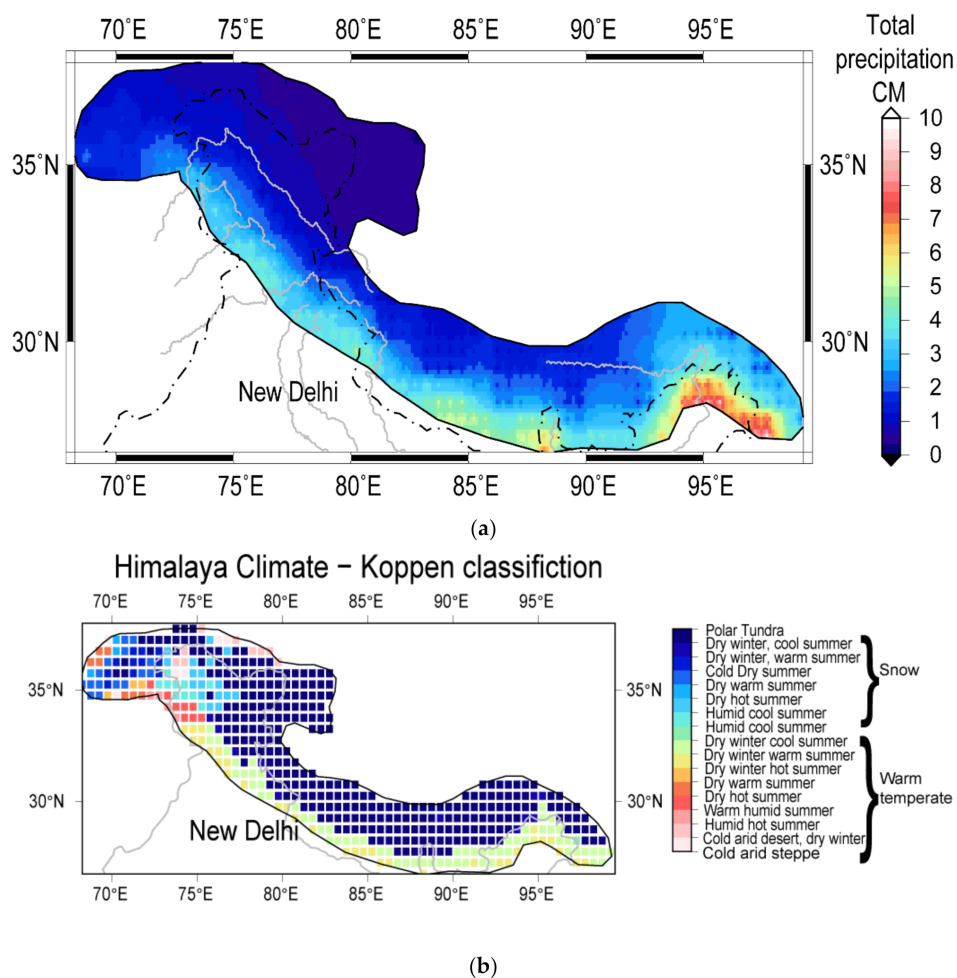 70°E 75°E 80°E 85°E 90°E 95°E
Total
precipitation
CM
10
9
8
7
6
5
4
3
2
1
0
35°N 35°N
30°N 30°N
New Delhi
70°E 75°E 80°E 85°E 90°E 95°E
(a)
Himalaya Climate − Koppen classifiction
70°E 75°E 80°E 85°E 90°E 95°E
35°N
30°N
New Delhi
70°E 75°E 80°E 85°E 90°E 95°E
Polar Tundra
Dry winter, cool summer
Dry winter, warm summer
Cold Dry summer
Dry warm summer
Dry hot summer
Humid cool summer
Humid cool summer
Dry winter cool summer
Dry winter warm summer
Dry winter hot summer
Dry warm summer
Dry hot summer
Warm humid summer
Humid hot summer
Cold arid desert, dry winter
Cold arid steppe
Snow
Warm
temperate
(b)